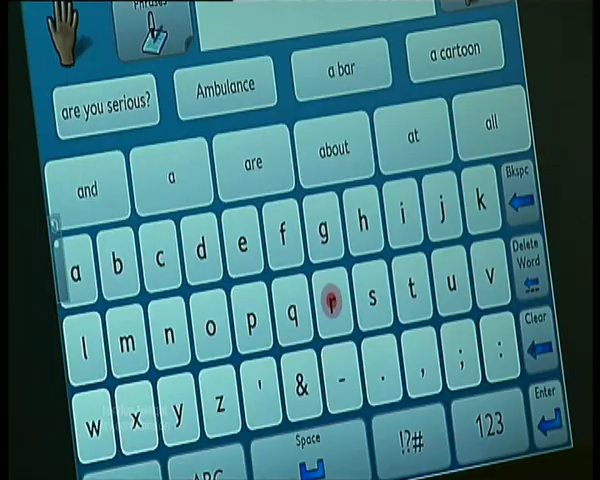 Phrases
are you serious? Ambulance a bar a cartoon
and a are about at all
a b c d e f g h i j k Bkspc
l m n o p q r s t u v Delete Word
w x y z ' & - . , ; : Clear
ABC Space !?# 123 Enter